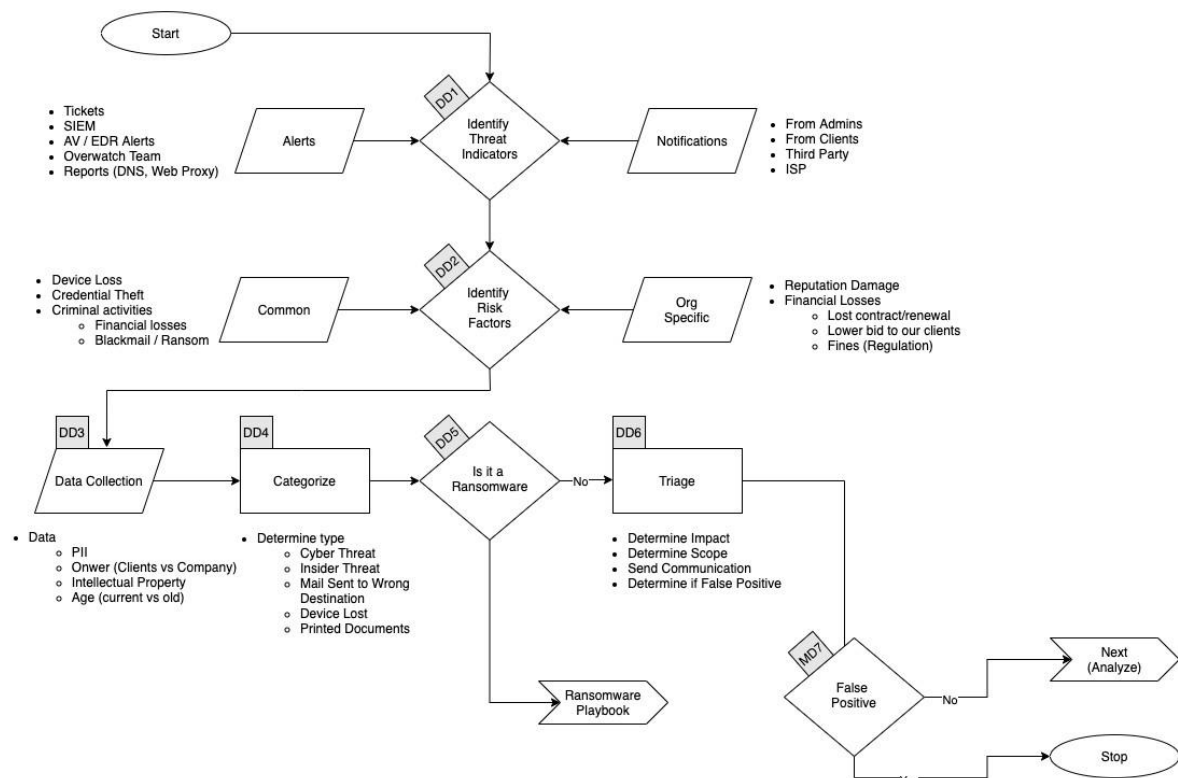 Start
DD1
Identify
Threat
Indicators
Tickets
SIEM
AV / EDR Alerts
Overwatch Team
Reports (DNS, Web Proxy)
Alerts
Notifications
From Admins
From Clients
Third Party
ISP
DD2
Identify
Risk
Factors
Device Loss
Credential Theft
Criminal activities
Financial losses
Blackmail / Ransom
Common
Org
Specific
Reputation Damage
Financial Losses
Lost contract/renewal
Lower bid to our clients
Fines (Regulation)
DD3
Data Collection
Data
PII
Onwer (Clients vs Company)
Intellectual Property
Age (current vs old)
DD4
Categorize
Determine type
Cyber Threat
Insider Threat
Mail Sent to Wrong
Destination
Device Lost
Printed Documents
DD5
Is it a
Ransomware
No
Ransomware
Playbook
DD6
Triage
Determine Impact
Determine Scope
Send Communication
Determine if False Positive
MD7
False
Positive
No
Next
(Analyze)
Stop